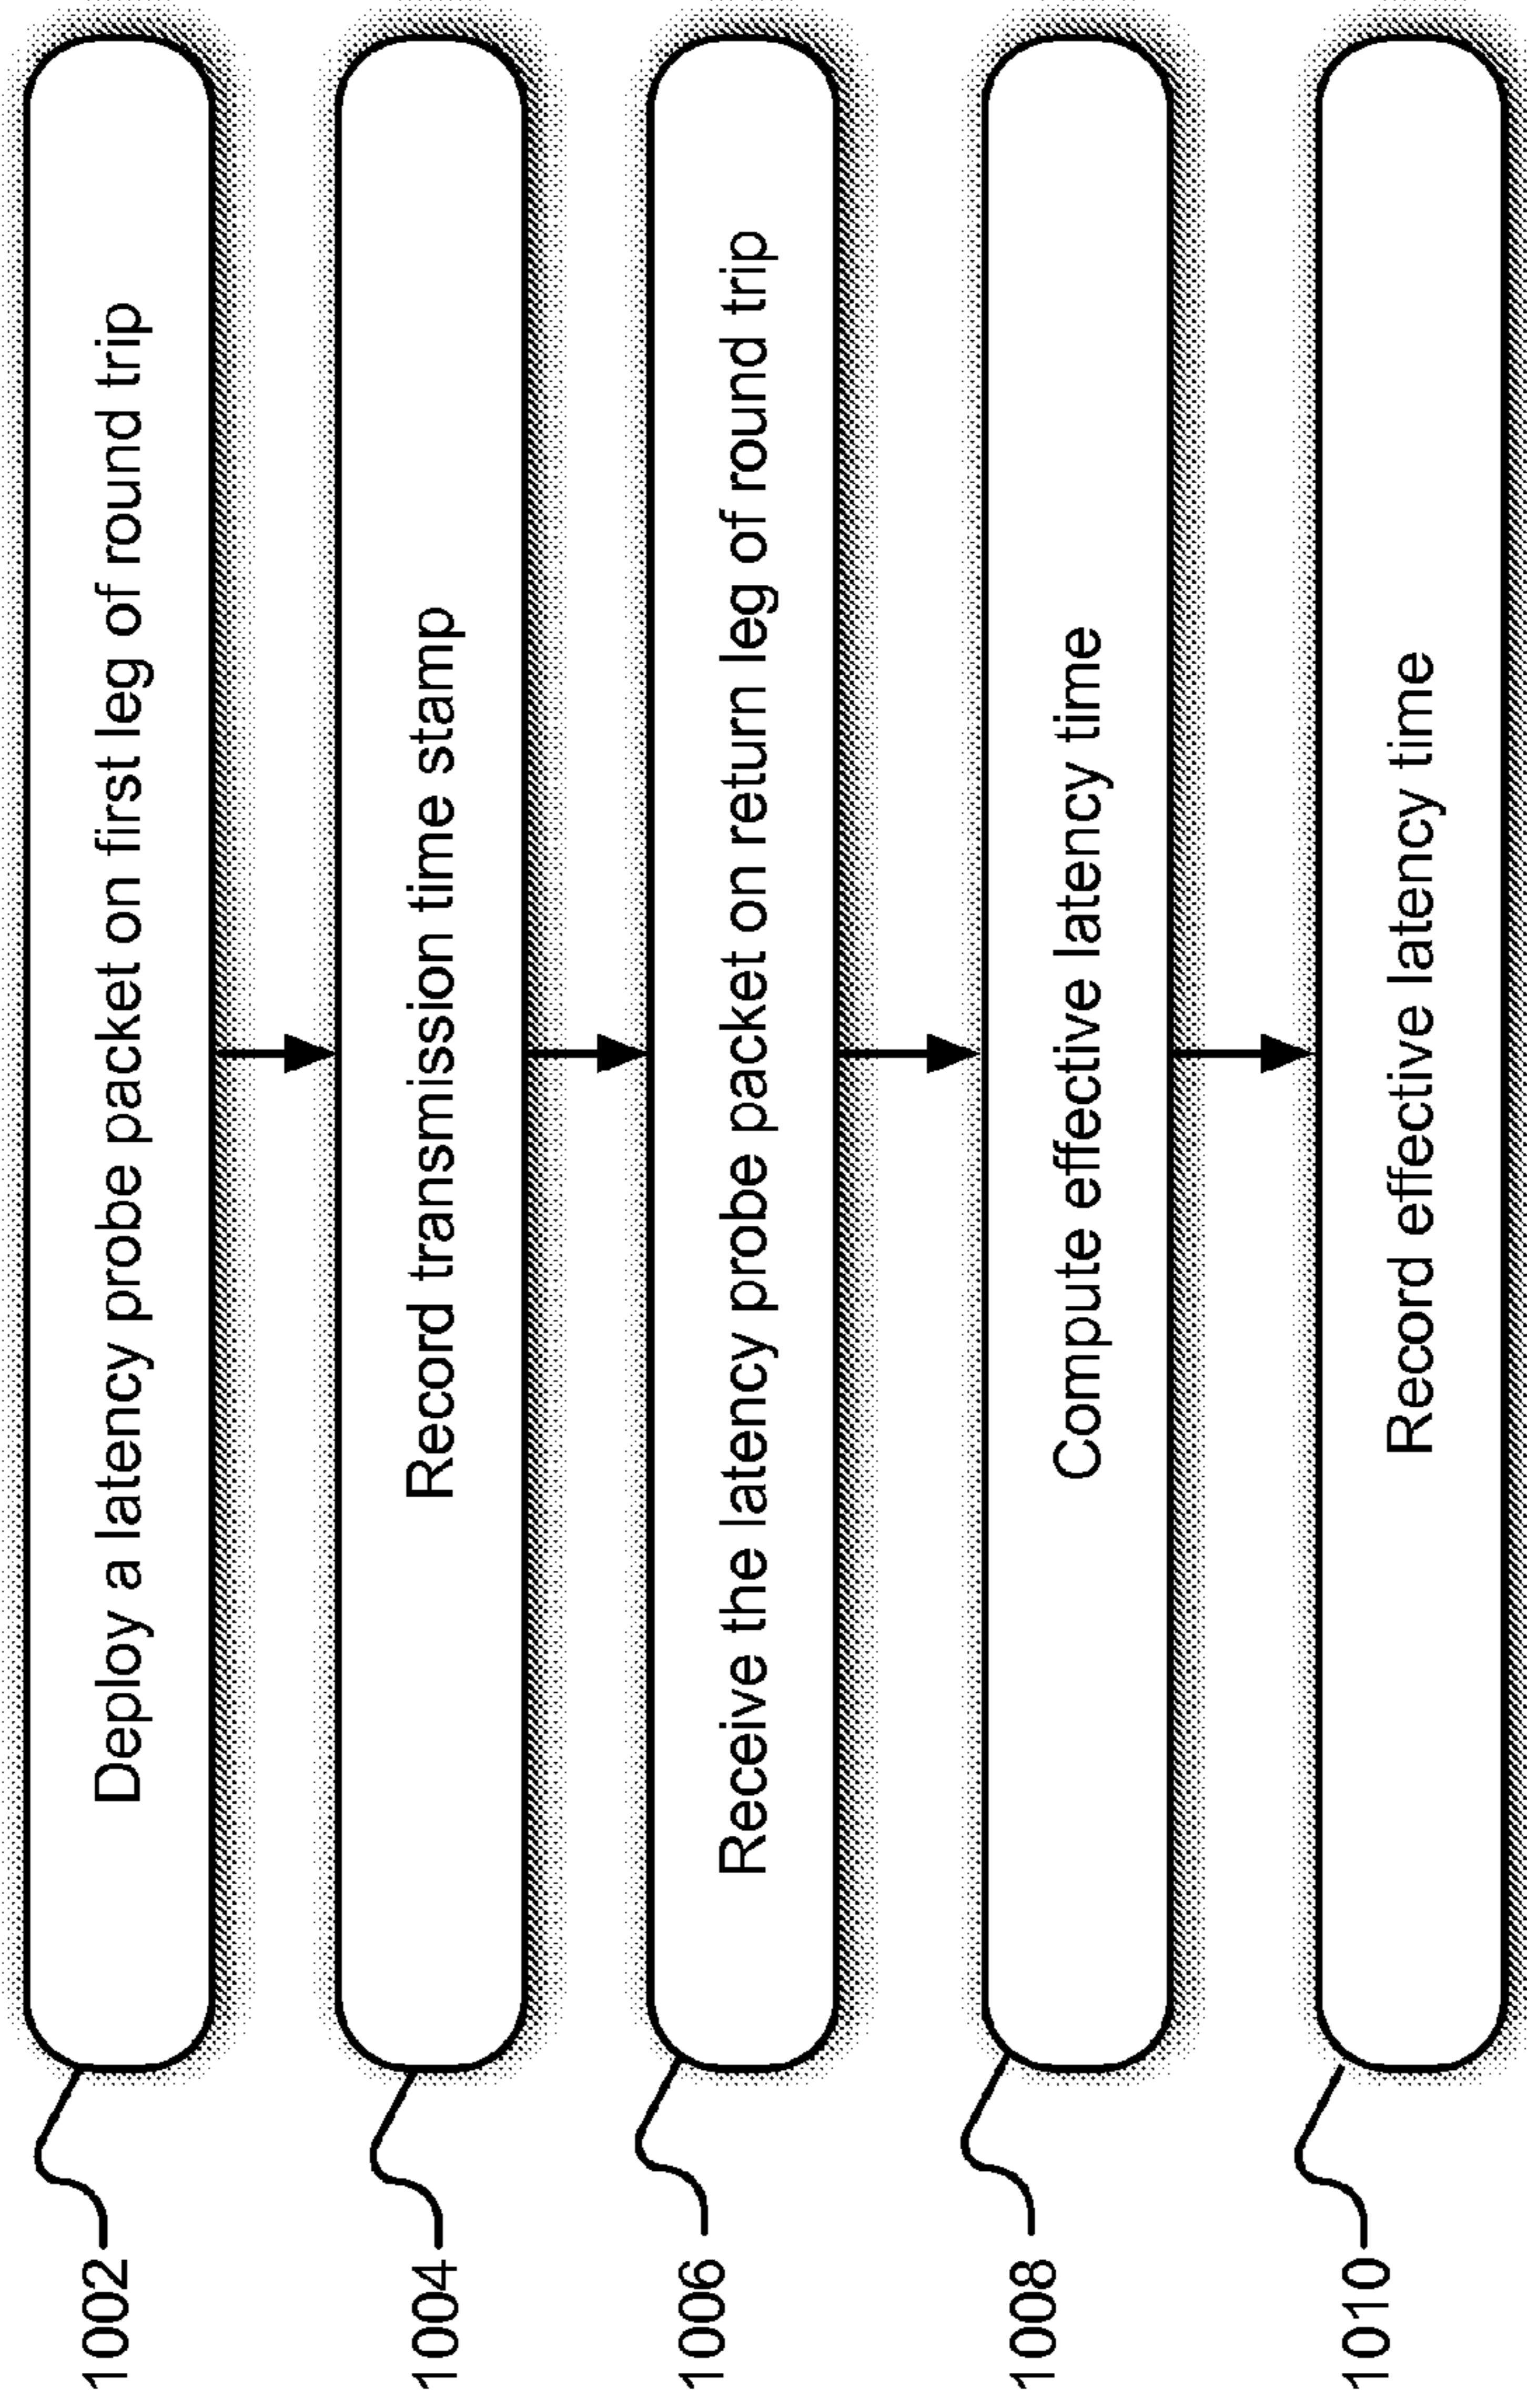 1002
Deploy a latency probe packet on first leg of round trip
1004
Record transmission time stamp
1006
Receive the latency probe packet on return leg of round trip
1008
Compute effective latency time
1010
Record effective latency time